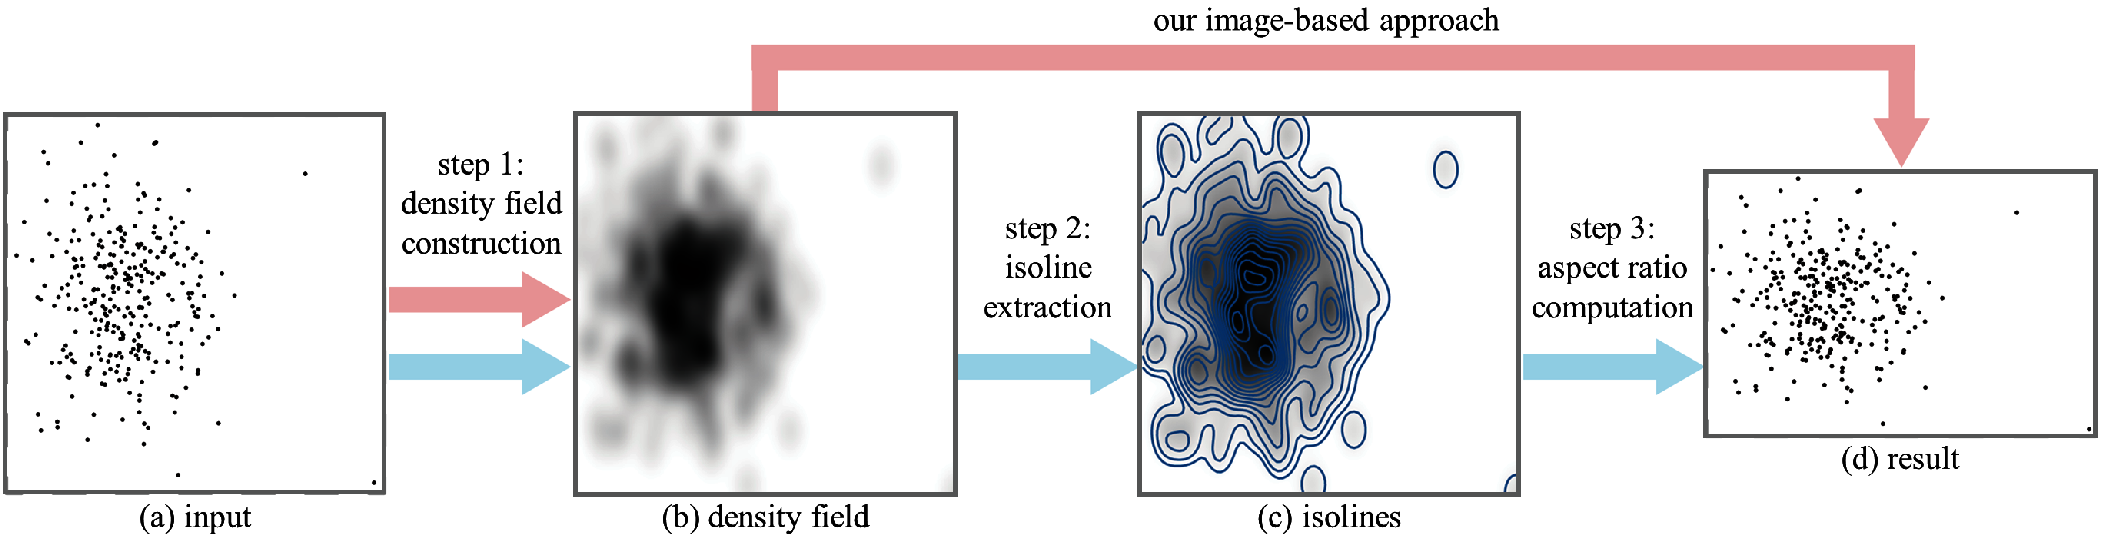 our image-based approach
step 1:
density field
construction
step 2:
isoline
extraction
step 3:
aspect ratio
computation
(a) input
(b) density field
(c) isolines
(d) result